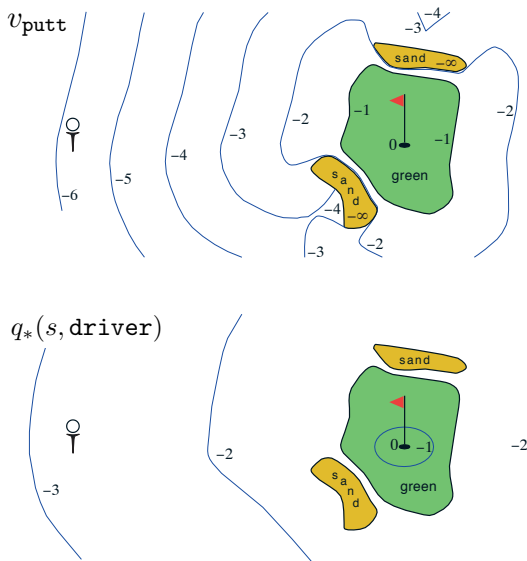 v_putt
−4
−3
sand
−∞
−2
−1
−2
−3
−4
0
−1
green
−5
−6
sand
−∞
−4
−3
−2
q_*(s, driver)
sand
−2
0
−1
−2
−3
sand
green